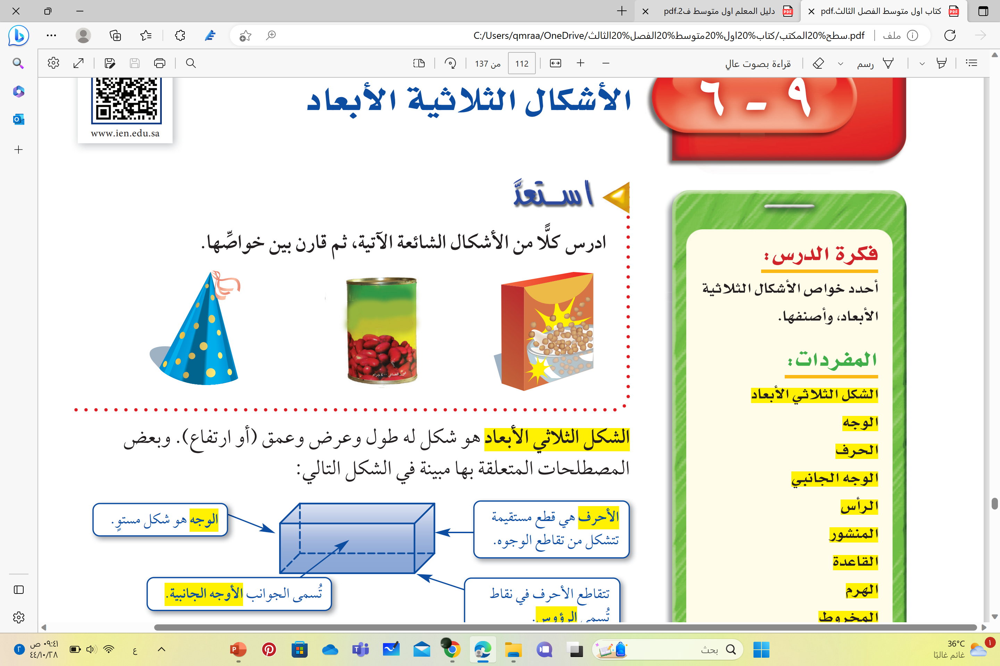 كتاب اول متوسط الفصل الثالث.pdf
دليل المعلم اول متوسط ف2.pdf
ملف
C:/Users/qmraa/OneDrive/سطح%20المكتب/كتاب%20اول%20متوسط%20الفصل%20الثالث.pdf
رسم
قراءة بصوت عالٍ
112
من 137
٩ - ٦
الأشكال الثلاثية الأبعاد
www.ien.edu.sa
فكرة الدرس:
أحدد خواص الأشكال الثلاثية
الأبعاد، وأصنفها.
المفردات:
الشكل الثلاثي الأبعاد
الوجه
الحرف
الوجه الجانبي
الرأس
المنشور
القاعدة
الهرم
المخروط
استعدَّ
ادرس كلًّا من الأشكال الشائعة الآتية، ثم قارن بين خواصِّها.
الوزن الصافي ٤٠٠ جرام
الشكل الثلاثي الأبعاد هو شكل له طول وعرض وعمق (أو ارتفاع). وبعض
المصطلحات المتعلقة بها مبينة في الشكل التالي:
الأحرف هي قطع مستقيمة
تتشكل من تقاطع الوجوه.
الوجه هو شكل مستوٍ.
تتقاطع الأحرف في نقاط
تُسمى الرؤوس.
تُسمى الجوانب الأوجه الجانبية.
١
36°C
غائم غالبًا
بحث
ع
٠٩:٤١ ص
٤٤/١٠/٢٨
٢